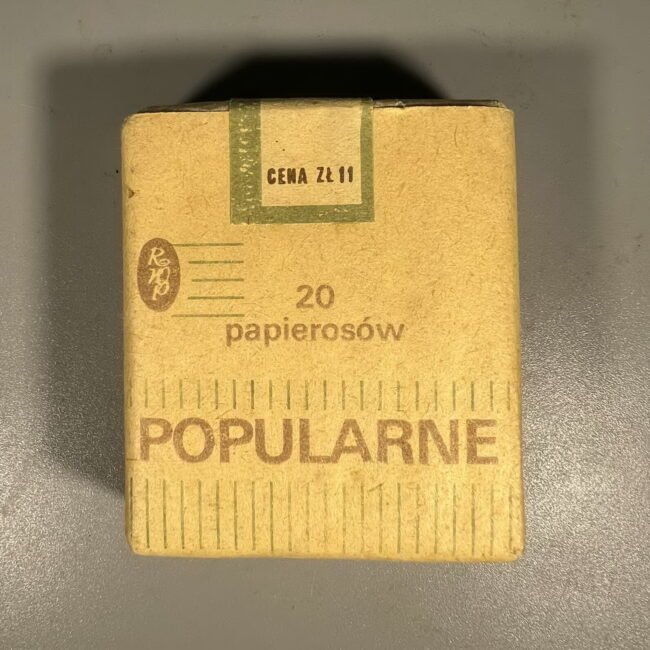 CENA ZŁ 11
20
papierosów
POPULARNE